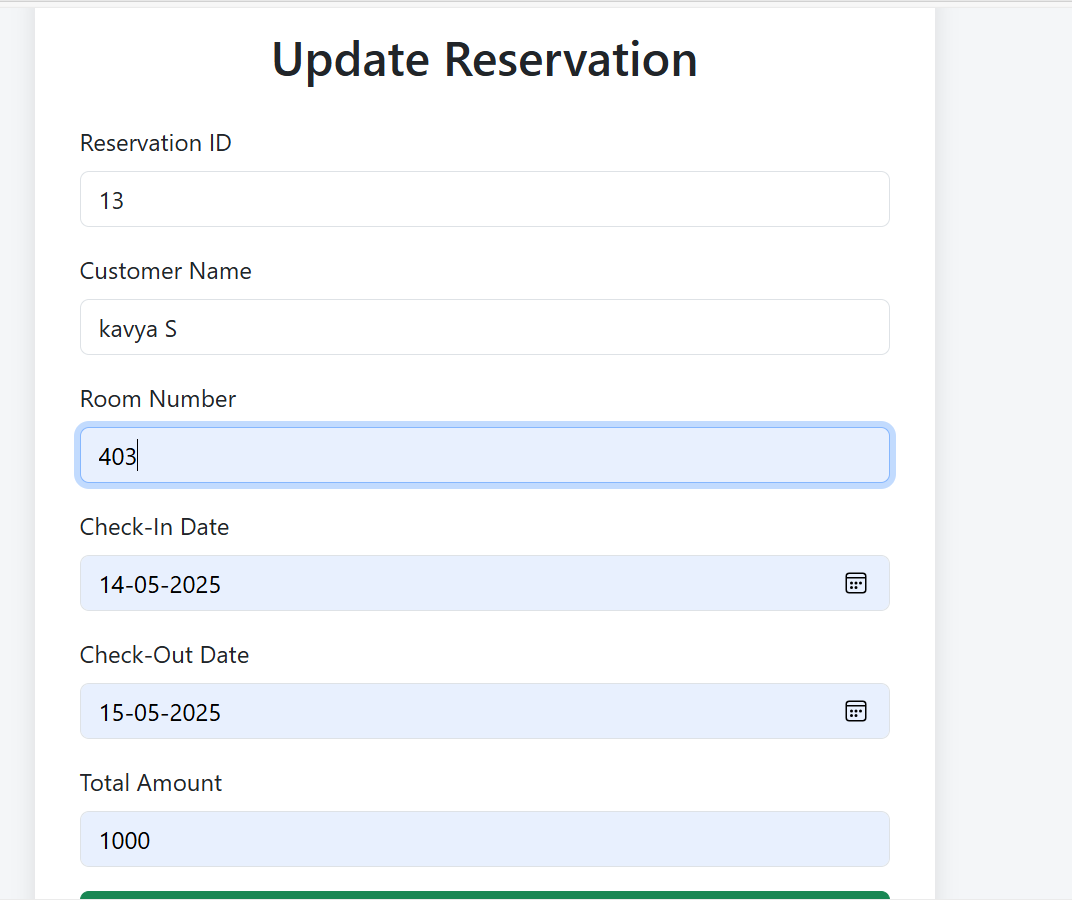 Update Reservation
Reservation ID
13
Customer Name
kavya S
Room Number
403
Check-In Date
14-05-2025
Check-Out Date
15-05-2025
Total Amount
1000